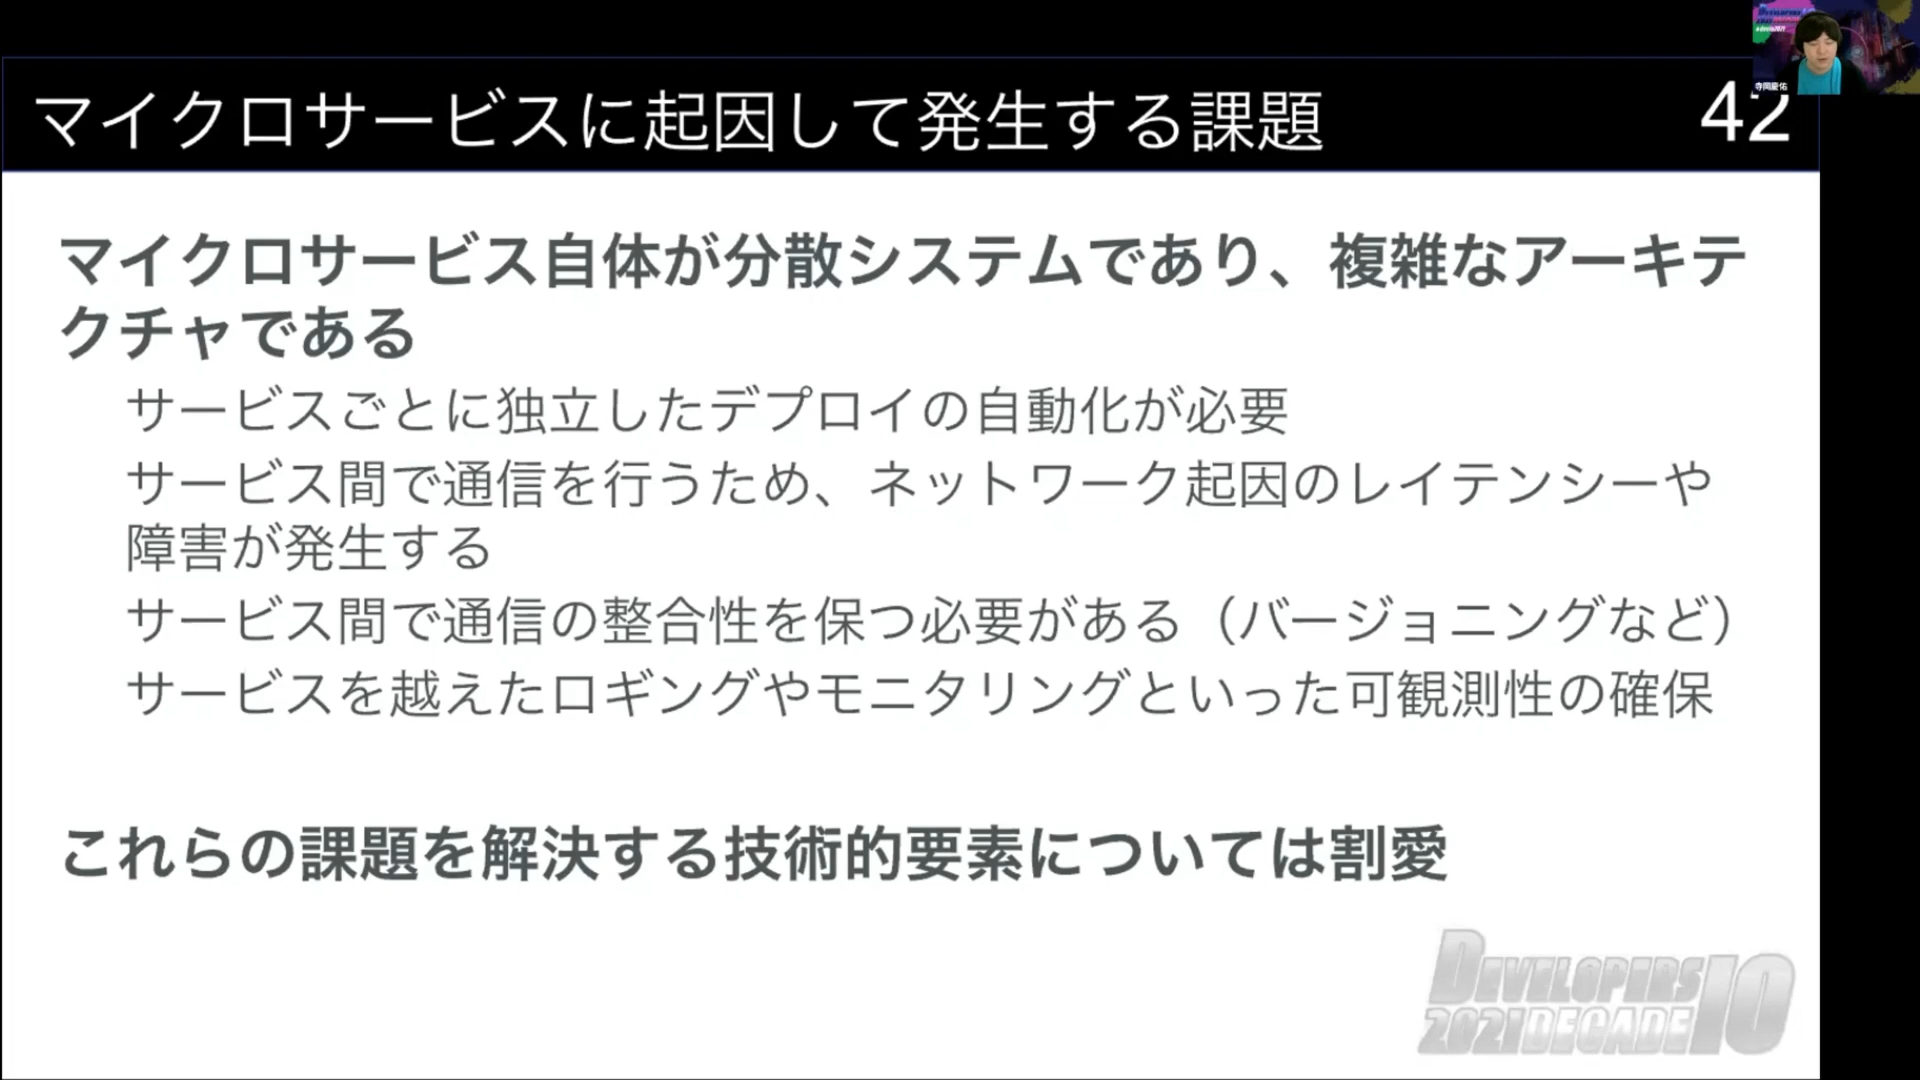 マイクロサービスに起因して発生する課題
42
寺岡慶佑
マイクロサービス自体が分散システムであり、複雑なアーキテ
クチャである
サービスごとに独立したデプロイの自動化が必要
サービス間で通信を行うため、ネットワーク起因のレイテンシーや
障害が発生する
サービス間で通信の整合性を保つ必要がある（バージョニングなど）
サービスを越えたロギングやモニタリングといった可観測性の確保
これらの課題を解決する技術的要素については割愛
DEVELOPERS
2021 DECADE
10